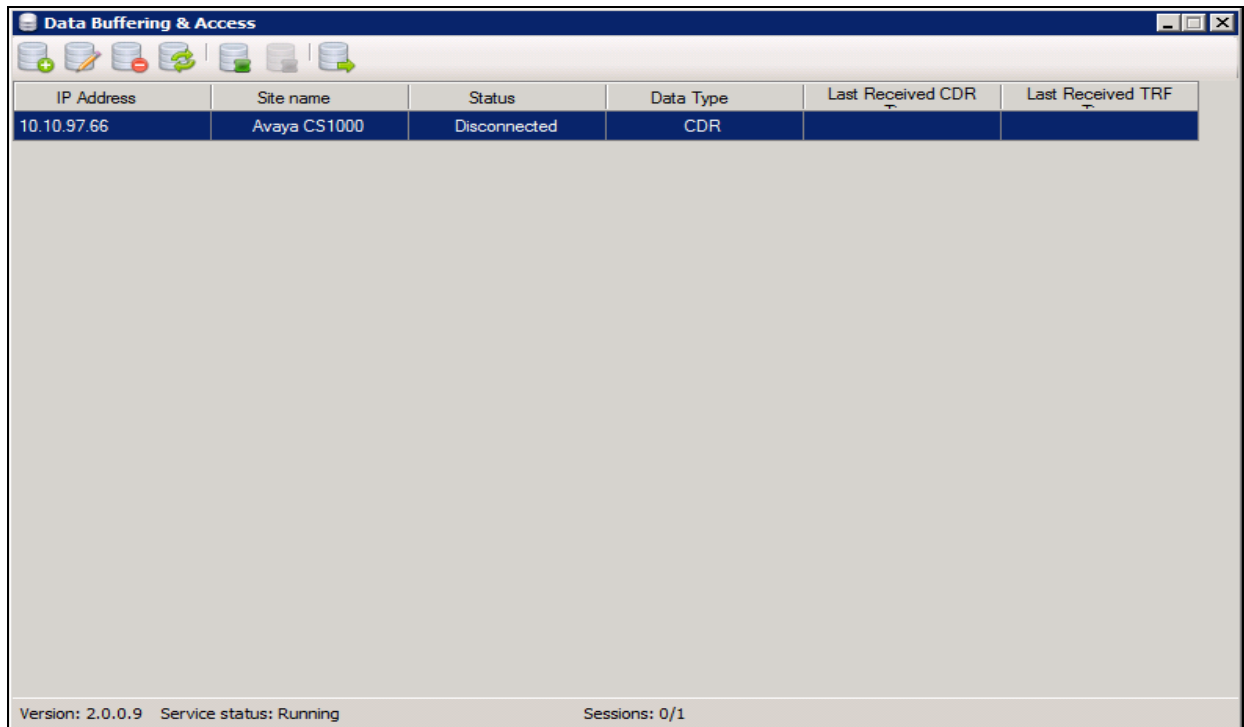 Data Buffering & Access
IP Address Site name Status Data Type Last Received CDR Last Received TRF
10.10.97.66 Avaya CS1000 Disconnected CDR
Version: 2.0.0.9 Service status: Running Sessions: 0/1